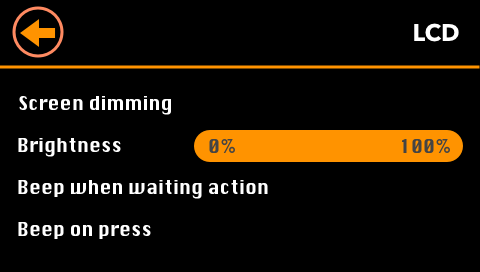 LCD
Screen dimming
Brightness 0% 100%
Beep when waiting action
Beep on press